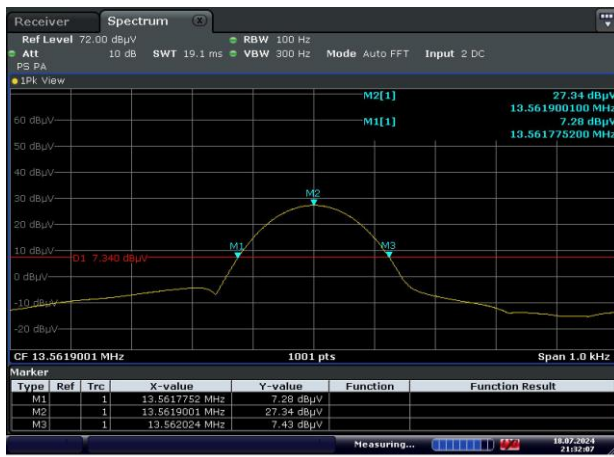 Receiver Spectrum
Ref Level 72.00 dBµV RBW 100 Hz
Att 10 dB SWT 19.1 ms VBW 300 Hz Mode Auto FFT Input 2 DC
PS PA
1Pk View
M2[1] 27.34 dBµV
13.561900100 MHz
M1[1] 7.28 dBµV
13.561775200 MHz
60 dBµV
50 dBµV
40 dBµV
30 dBµV
M2
20 dBµV
10 dBµV
M1 M3
D1 7.340 dBµV
0 dBµV
-10 dBµV
-20 dBµV
CF 13.5619001 MHz 1001 pts Span 1.0 kHz
Marker
Type Ref Trc X-value Y-value Function Function Result
M1 1 13.5617752 MHz 7.28 dBµV
M2 1 13.5619001 MHz 27.34 dBµV
M3 1 13.562024 MHz 7.43 dBµV
Measuring... 18.07.2024
21:32:07